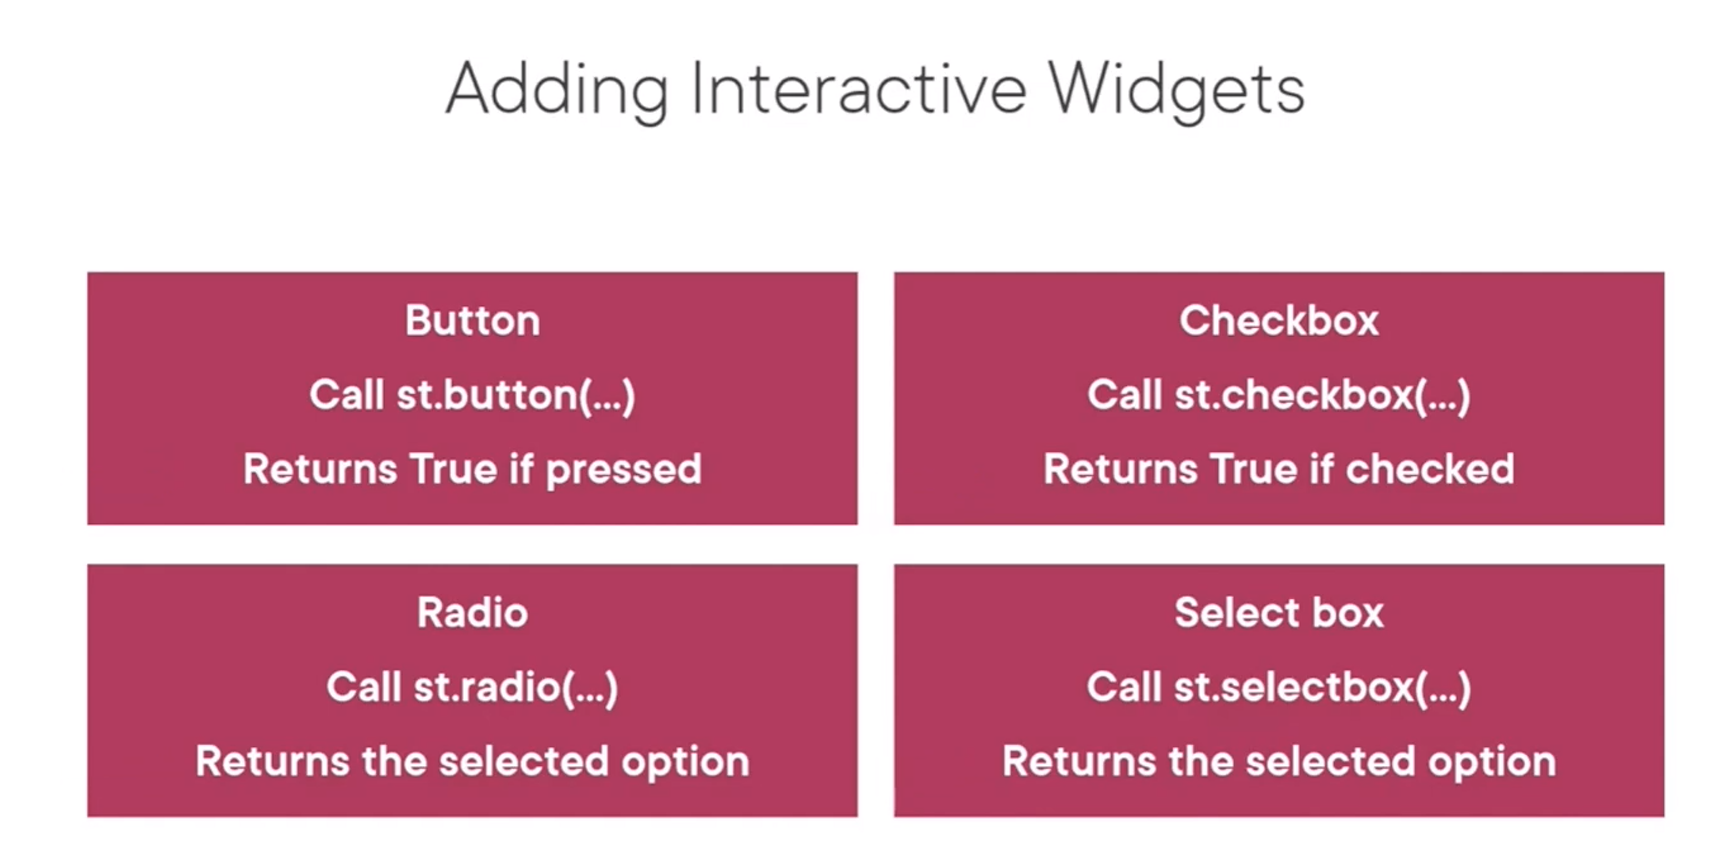 Adding Interactive Widgets
Button
Call st.button(...)
Returns True if pressed
Checkbox
Call st.checkbox(...)
Returns True if checked
Radio
Call st.radio(...)
Returns the selected option
Select box
Call st.selectbox(...)
Returns the selected option